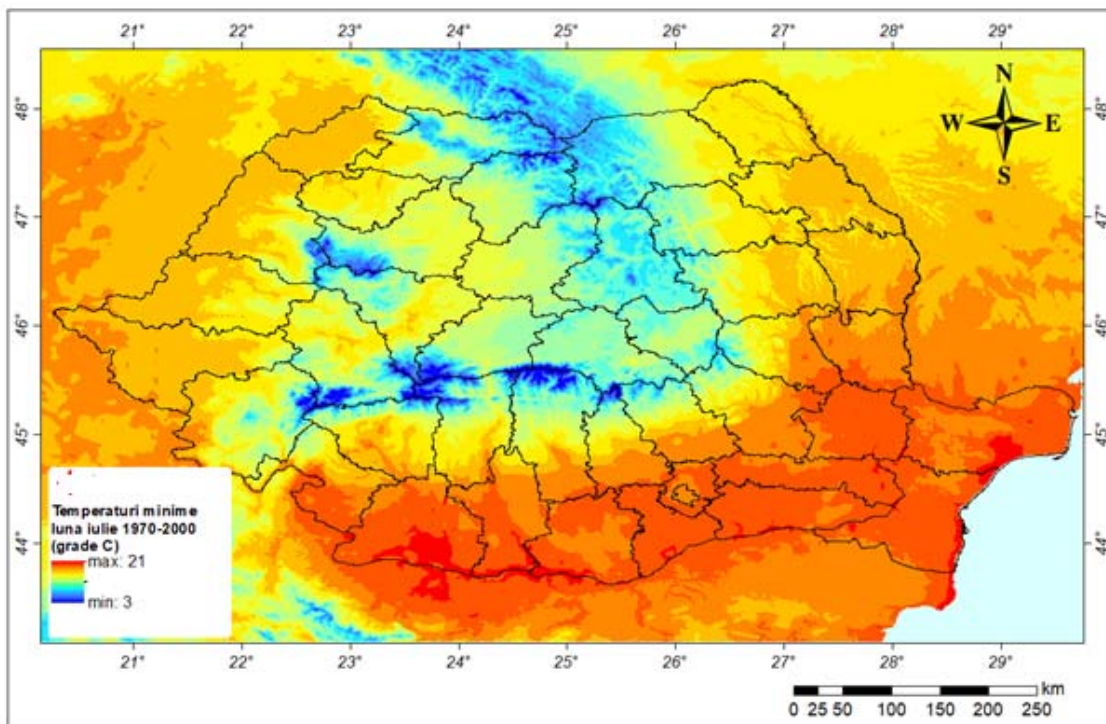 21° 22° 23° 24° 25° 26° 27° 28° 29°
48° 48°
47° 47°
46° 46°
45° 45°
44° 44°
N
W E
S
Temperaturi minime
luna iulie 1970-2000
(grade C)
max: 21
min: 3
21° 22° 23° 24° 25° 26° 27° 28° 29°
km
0 25 50 100 150 200 250